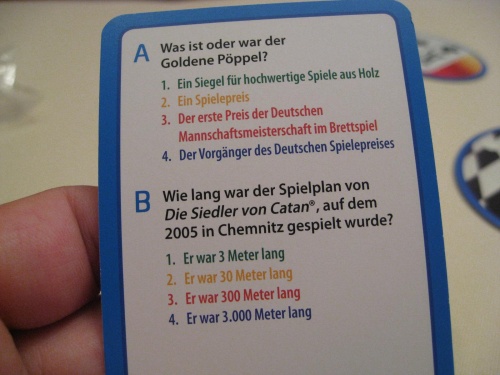 A Was ist oder war der
Goldene Pöppel?
1. Ein Siegel für hochwertige Spiele aus Holz
2. Ein Spielepreis
3. Der erste Preis der Deutschen
Mannschaftsmeisterschaft im Brettspiel
4. Der Vorgänger des Deutschen Spielepreises
B Wie lang war der Spielplan von
Die Siedler von Catan®, auf dem
2005 in Chemnitz gespielt wurde?
1. Er war 3 Meter lang
2. Er war 30 Meter lang
3. Er war 300 Meter lang
4. Er war 3.000 Meter lang